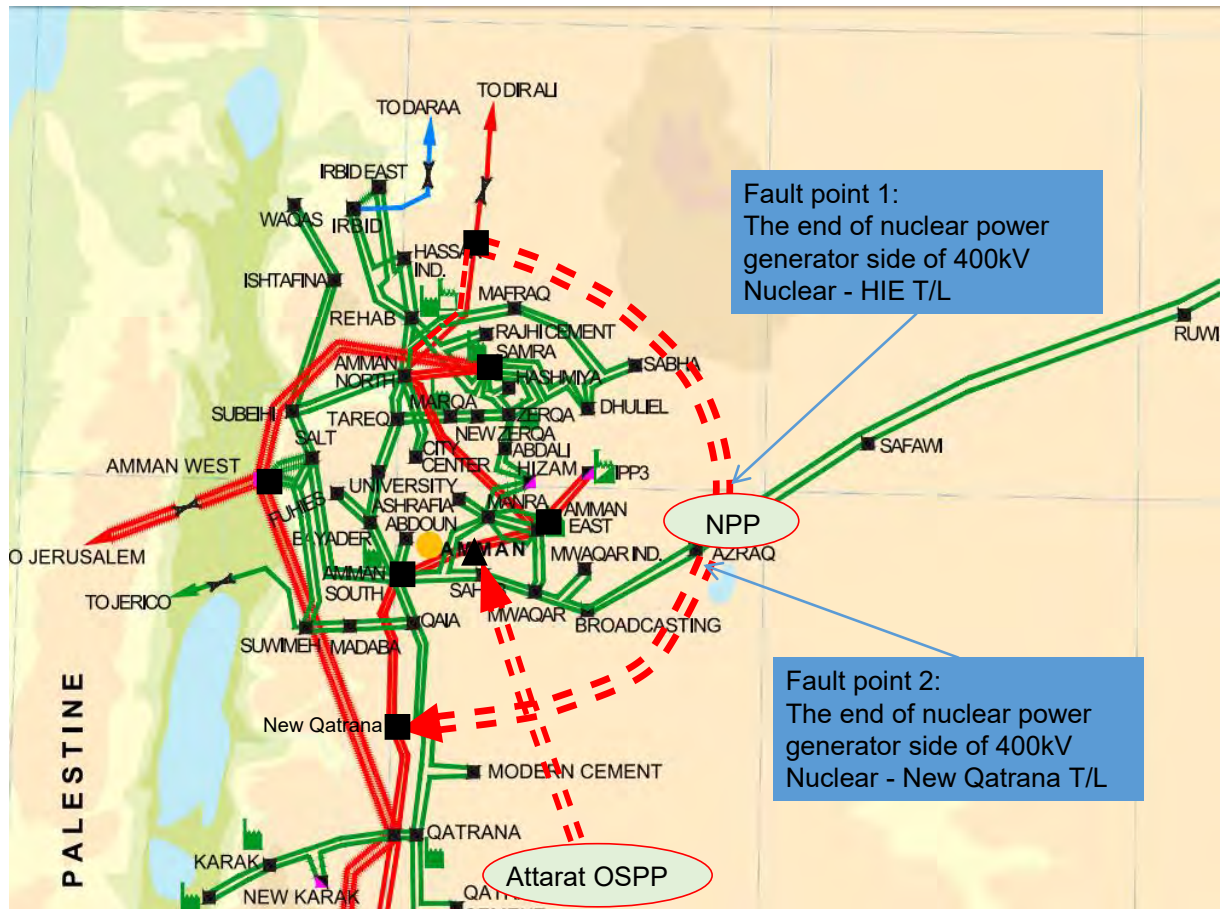 TO DIR ALI
TO DARAA
IRBID EAST
WAQAS
IRBID
HASSA
IND.
ISHTAFINA
MAFRAQ
REHAB
RAJHI CEMENT
SAMRA
AMMAN
NORTH
HASHMIYA
SABHA
RUWI
SUBEIHI
MARQA
DHULIEL
TAREQ
ZERQA
NEW ZERQA
SALT
CITY
CENTER
ABDALI
SAFAWI
AMMAN WEST
HIZAM
IPP3
UNIVERSITY
FUHIES
ASHRAFIA
MANRA
AMMAN
EAST
ABDOUN
BAYADER
AMMAN
MWAQAR IND.
AZRAQ
O JERUSALEM
AMMAN
SOUTH
SAH
MWAQAR
TO JERICO
BROADCASTING
QAIA
SUWIMEH
MADABA
PALESTINE
New Qatrana
MODERN CEMENT
QATRANA
KARAK
NEW KARAK
Fault point 1:
The end of nuclear power
generator side of 400kV
Nuclear - HIE T/L
NPP
Fault point 2:
The end of nuclear power
generator side of 400kV
Nuclear - New Qatrana T/L
Attarat OSPP